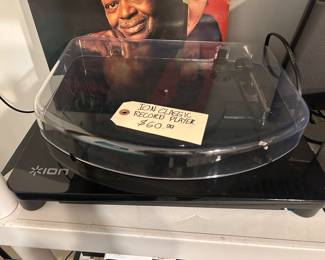 ION CLASSIC
RECORD PLAYER
$60.00
ION